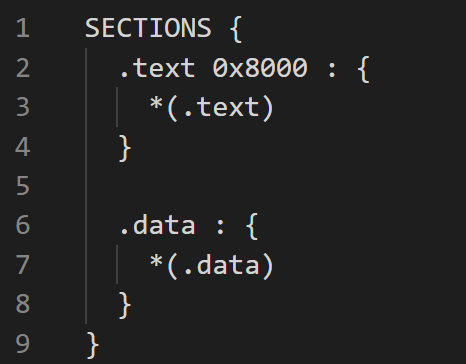 1 SECTIONS {
2   .text 0x8000 : {
3     *(.text)
4   }
5
6   .data : {
7     *(.data)
8   }
9 }